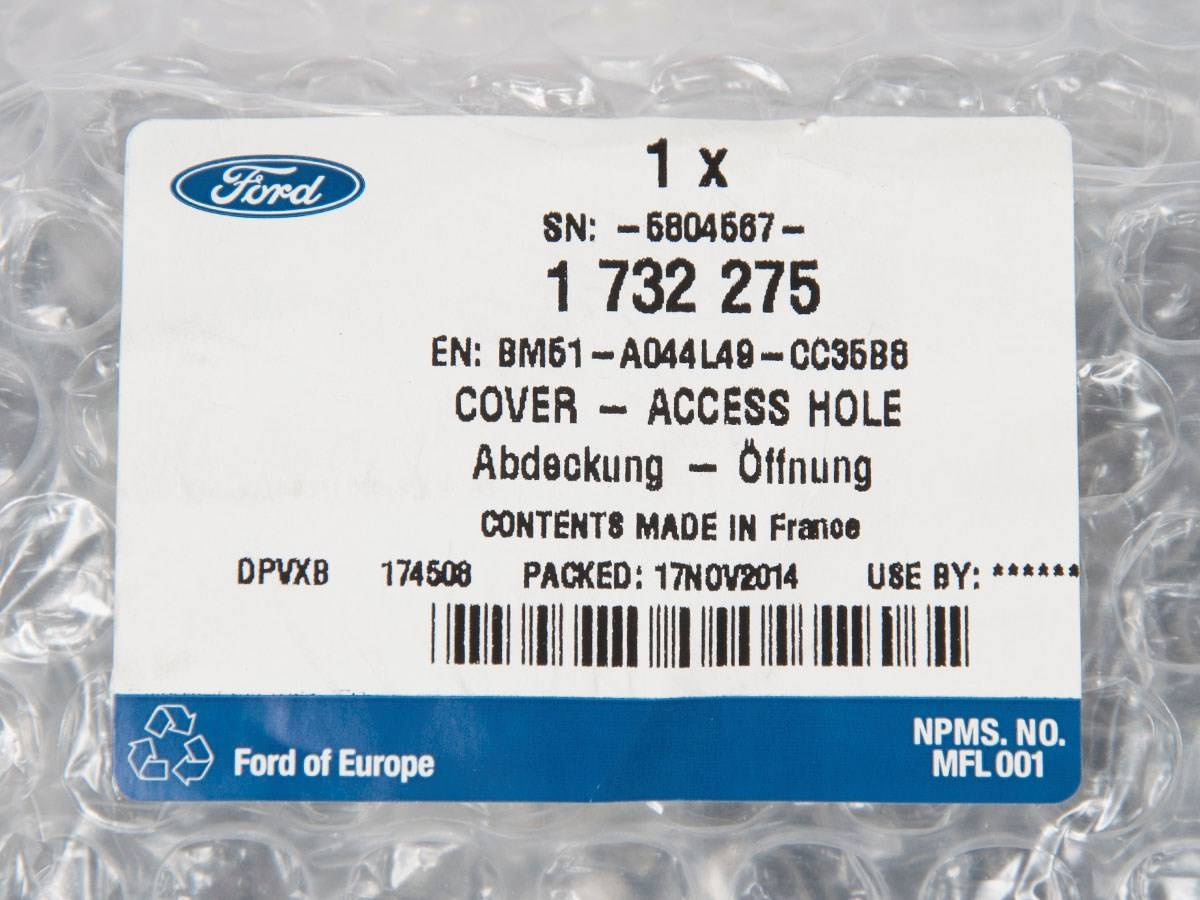 Ford
1 x
SN: -5804567-
1 732 275
EN: BM51-A044L49-CC35B8
COVER - ACCESS HOLE
Abdeckung - Öffnung
CONTENTS MADE IN France
DPVXB 174508 PACKED: 17NOV2014 USE BY: ******
Ford of Europe
NPMS. NO.
MFL 001